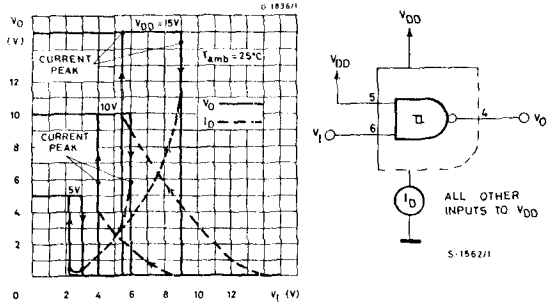 G-1836/1
VO
(V)
VDD=15V
CURRENT
PEAK
Tamb=25°C
VO
ID
12
10
10V
CURRENT
PEAK
8
6
5V
4
2
0 2 4 6 8 10 12 VI (V)
VDD
VDD
5
VI
6
4
VO
ID
ALL OTHER
INPUTS TO VDD
S-1562/1